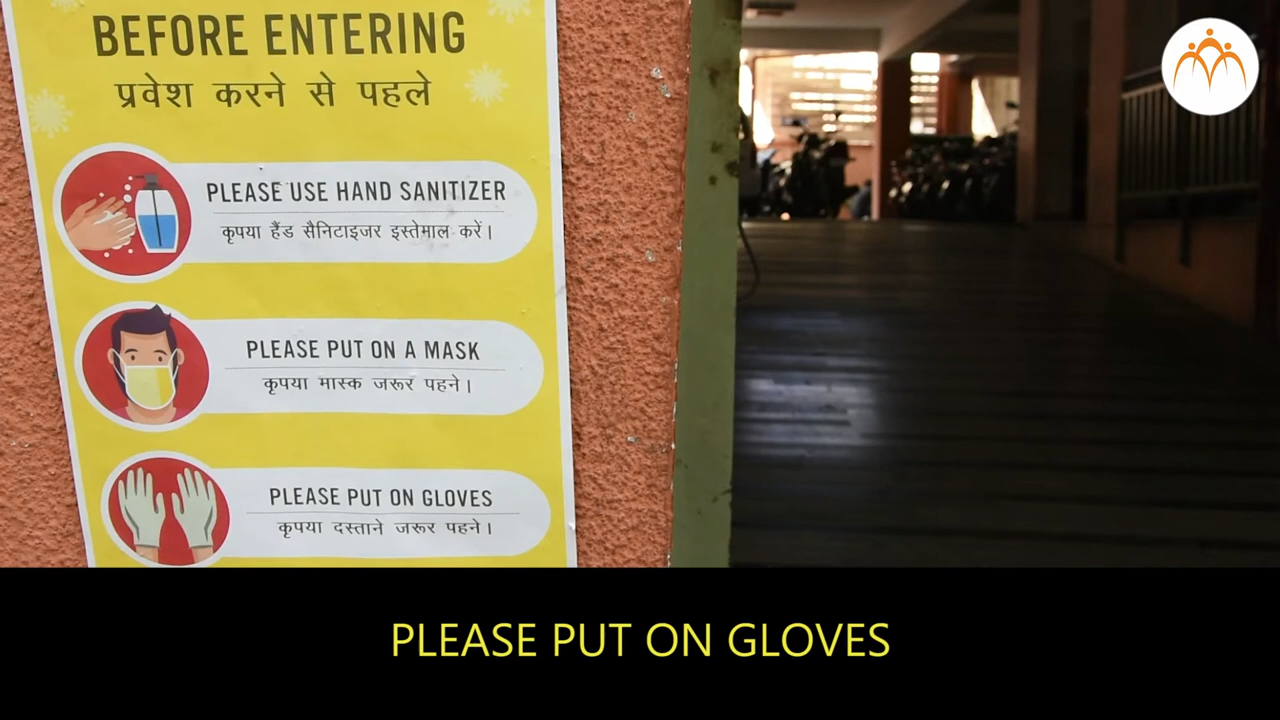 BEFORE ENTERING
प्रवेश करने से पहले
PLEASE USE HAND SANITIZER
कृपया हैंड सैनिटाइजर इस्तेमाल करें।
PLEASE PUT ON A MASK
कृपया मास्क जरूर पहने।
PLEASE PUT ON GLOVES
कृपया दस्ताने जरूर पहने।
PLEASE PUT ON GLOVES